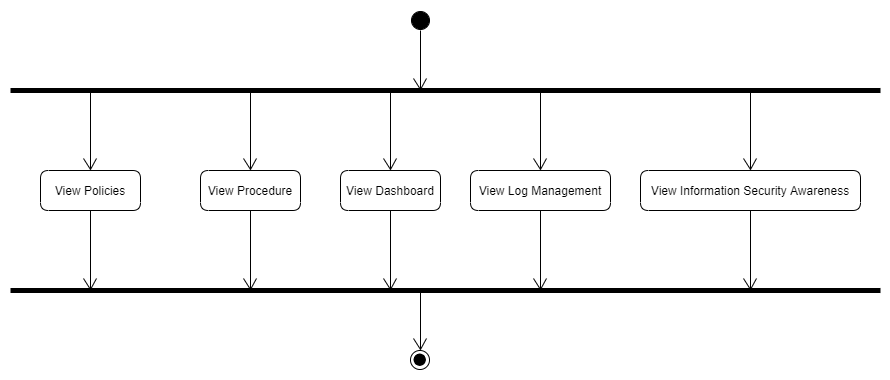 View Policies
View Procedure
View Dashboard
View Log Management
View Information Security Awareness